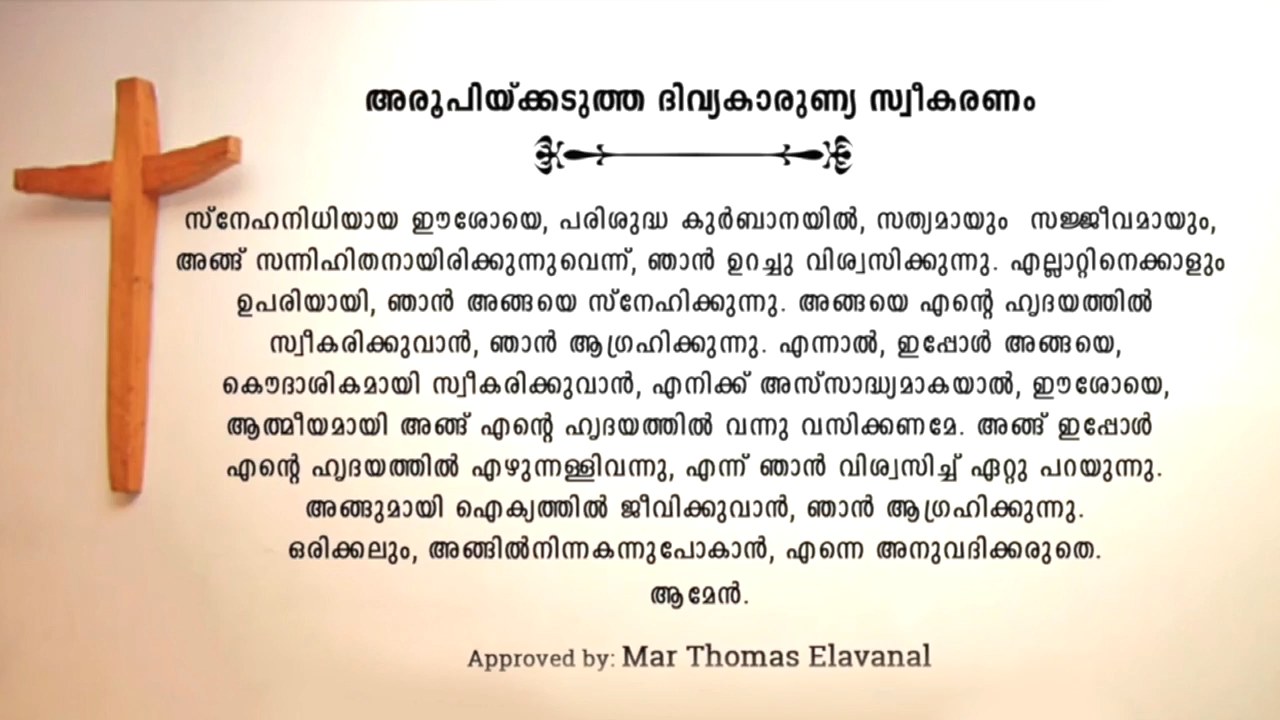 അരൂപിയ്ക്കടുത്ത ദിവ്യകാരുണ്യ സ്വീകരണം
സ്നേഹനിധിയായ ഈശോയെ, പരിശുദ്ധ കുർബാനയിൽ, സത്യമായും സജ്ജീവമായും,
അങ്ങ് സന്നിഹിതനായിരിക്കുന്നുവെന്ന്, ഞാൻ ഉറച്ചു വിശ്വസിക്കുന്നു. എല്ലാറ്റിനെക്കാളും
ഉപരിയായി, ഞാൻ അങ്ങയെ സ്നേഹിക്കുന്നു. അങ്ങയെ എന്റെ ഹൃദയത്തിൽ
സ്വീകരിക്കുവാൻ, ഞാൻ ആഗ്രഹിക്കുന്നു. എന്നാൽ, ഇപ്പോൾ അങ്ങയെ,
കൌദാശികമായി സ്വീകരിക്കുവാൻ, എനിക്ക് അസ്സാദ്ധ്യമാകയാൽ, ഈശോയെ,
ആത്മീയമായി അങ്ങ് എന്റെ ഹൃദയത്തിൽ വന്നു വസിക്കണമേ. അങ്ങ് ഇപ്പോൾ
എന്റെ ഹൃദയത്തിൽ എഴുന്നള്ളിവന്നു, എന്ന് ഞാൻ വിശ്വസിച്ച് ഏറ്റു പറയുന്നു.
അങ്ങുമായി ഐക്യത്തിൽ ജീവിക്കുവാൻ, ഞാൻ ആഗ്രഹിക്കുന്നു.
ഒരിക്കലും, അങ്ങിൽനിന്നകന്നുപോകാൻ, എന്നെ അനുവദിക്കരുതെ.
ആമേൻ.
Approved by: Mar Thomas Elavanal